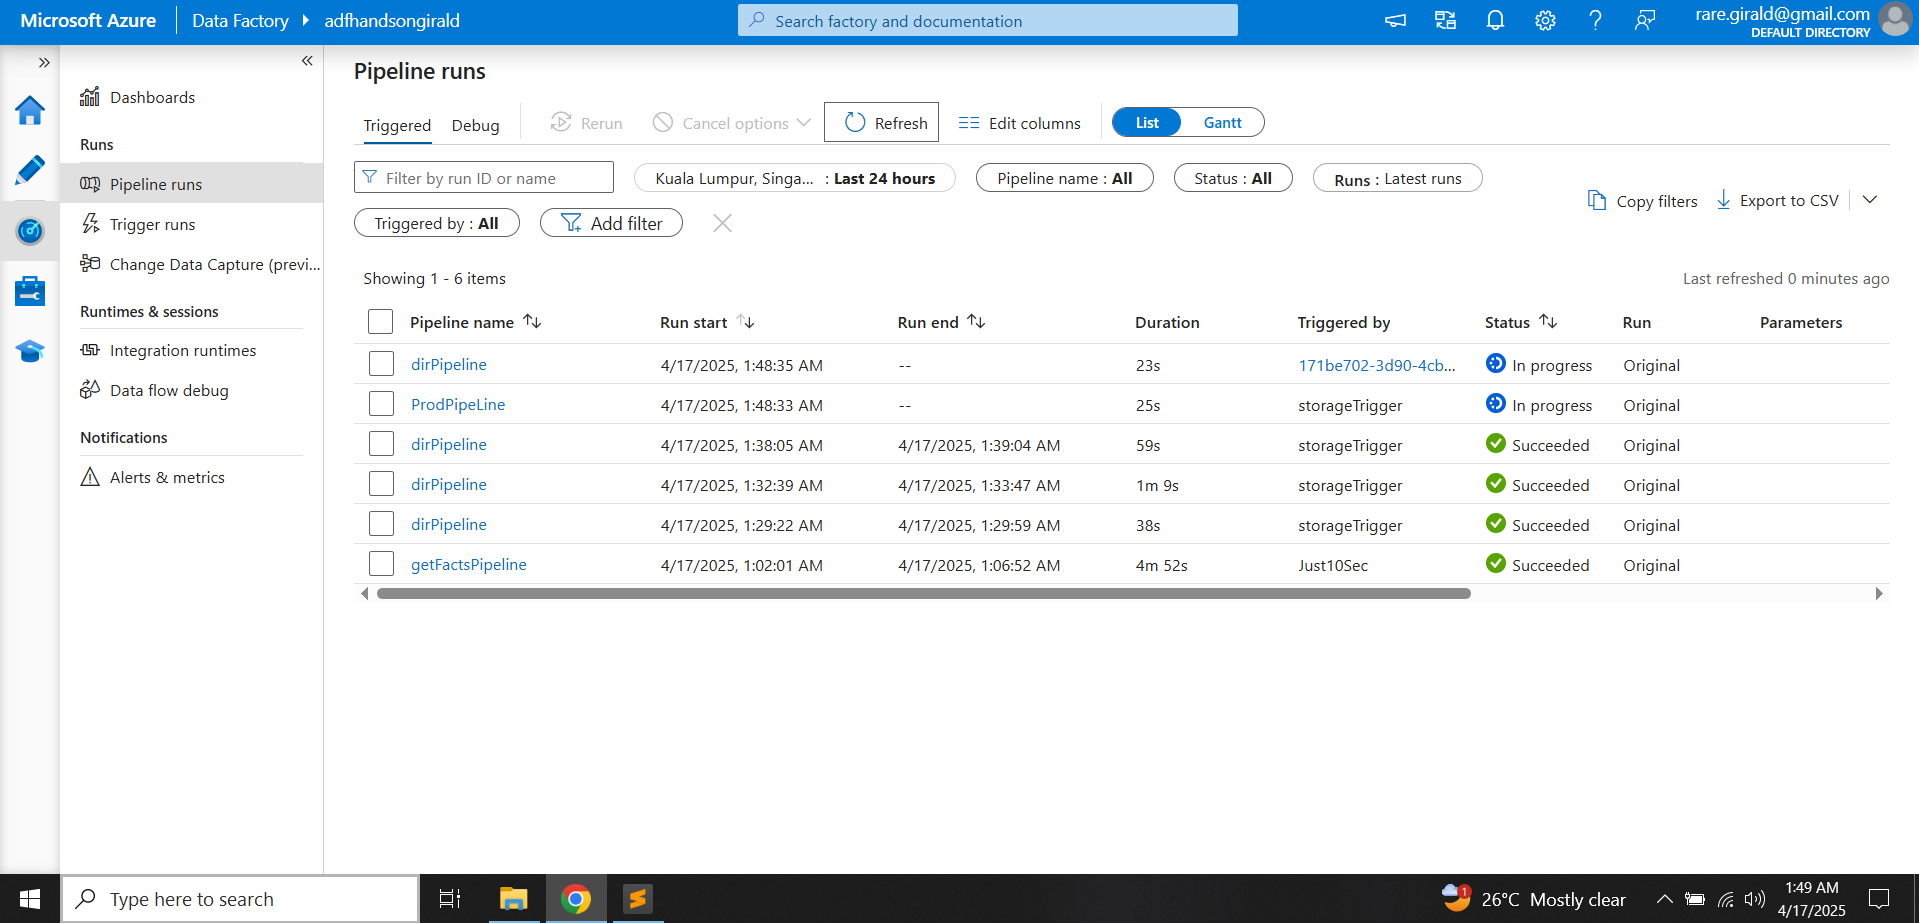 Microsoft Azure
Data Factory
adfhandsongirald
Search factory and documentation
rare.girald@gmail.com
DEFAULT DIRECTORY
Dashboards
Runs
Pipeline runs
Trigger runs
Change Data Capture (previ...
Runtimes & sessions
Integration runtimes
Data flow debug
Notifications
Alerts & metrics
Pipeline runs
Triggered Debug Rerun Cancel options Refresh Edit columns List Gantt
Filter by run ID or name Kuala Lumpur, Singa... : Last 24 hours Pipeline name : All Status : All Runs : Latest runs
Copy filters Export to CSV
Triggered by : All Add filter
Showing 1 - 6 items Last refreshed 0 minutes ago
Pipeline name Run start Run end Duration Triggered by Status Run Parameters
dirPipeline 4/17/2025, 1:48:35 AM -- 23s 171be702-3d90-4cb... In progress Original
ProdPipeLine 4/17/2025, 1:48:33 AM -- 25s storageTrigger In progress Original
dirPipeline 4/17/2025, 1:38:05 AM 4/17/2025, 1:39:04 AM 59s storageTrigger Succeeded Original
dirPipeline 4/17/2025, 1:32:39 AM 4/17/2025, 1:33:47 AM 1m 9s storageTrigger Succeeded Original
dirPipeline 4/17/2025, 1:29:22 AM 4/17/2025, 1:29:59 AM 38s storageTrigger Succeeded Original
getFactsPipeline 4/17/2025, 1:02:01 AM 4/17/2025, 1:06:52 AM 4m 52s Just10Sec Succeeded Original
Type here to search
1
26°C Mostly clear
1:49 AM
4/17/2025